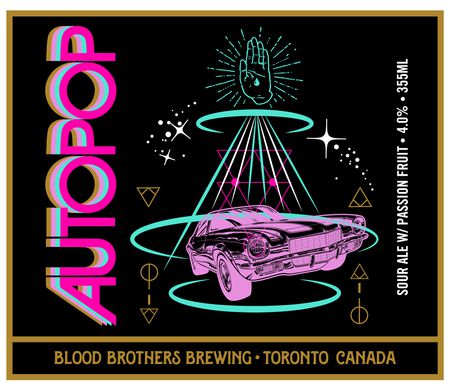 AUTOPOP
SOUR ALE W/ PASSION FRUIT • 4.0% • 355ML
BLOOD BROTHERS BREWING • TORONTO CANADA